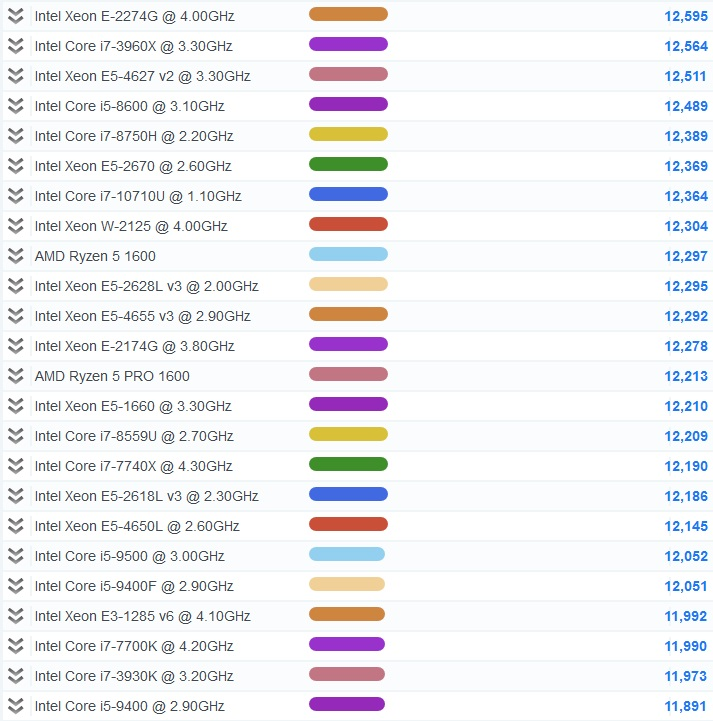 Intel Xeon E-2274G @ 4.00GHz 12,595
Intel Core i7-3960X @ 3.30GHz 12,564
Intel Xeon E5-4627 v2 @ 3.30GHz 12,511
Intel Core i5-8600 @ 3.10GHz 12,489
Intel Core i7-8750H @ 2.20GHz 12,389
Intel Xeon E5-2670 @ 2.60GHz 12,369
Intel Core i7-10710U @ 1.10GHz 12,364
Intel Xeon W-2125 @ 4.00GHz 12,304
AMD Ryzen 5 1600 12,297
Intel Xeon E5-2628L v3 @ 2.00GHz 12,295
Intel Xeon E5-4655 v3 @ 2.90GHz 12,292
Intel Xeon E-2174G @ 3.80GHz 12,278
AMD Ryzen 5 PRO 1600 12,213
Intel Xeon E5-1660 @ 3.30GHz 12,210
Intel Core i7-8559U @ 2.70GHz 12,209
Intel Core i7-7740X @ 4.30GHz 12,190
Intel Xeon E5-2618L v3 @ 2.30GHz 12,186
Intel Xeon E5-4650L @ 2.60GHz 12,145
Intel Core i5-9500 @ 3.00GHz 12,052
Intel Core i5-9400F @ 2.90GHz 12,051
Intel Xeon E3-1285 v6 @ 4.10GHz 11,992
Intel Core i7-7700K @ 4.20GHz 11,990
Intel Core i7-3930K @ 3.20GHz 11,973
Intel Core i5-9400 @ 2.90GHz 11,891